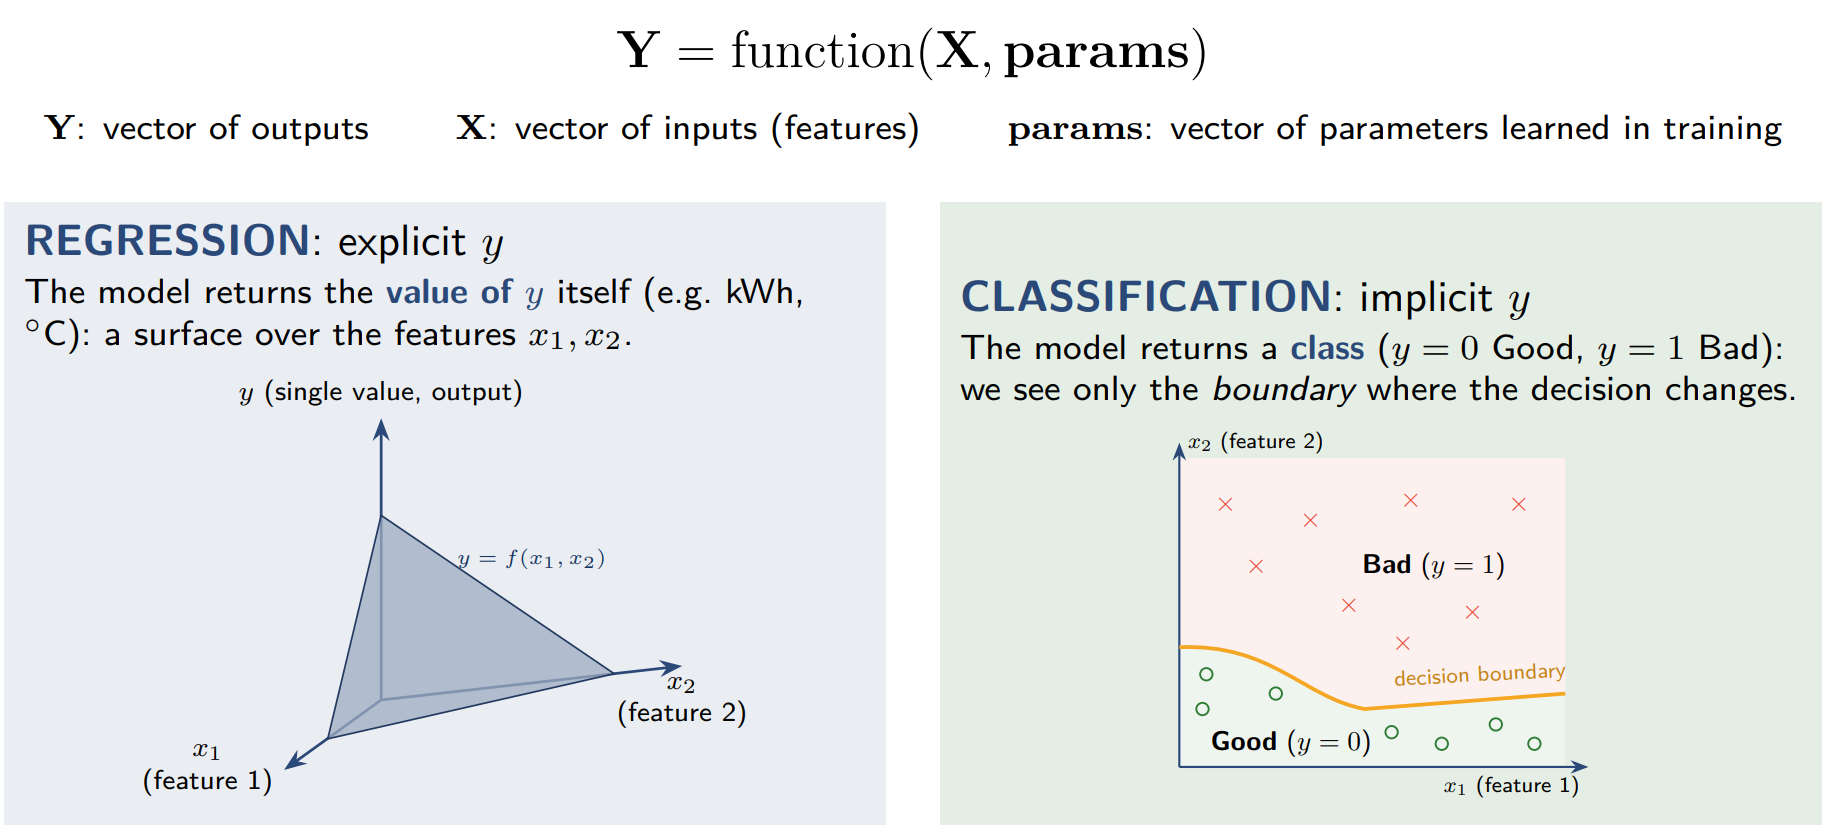 Y = function(X, params)
Y: vector of outputs
X: vector of inputs (features)
params: vector of parameters learned in training
REGRESSION: explicit y
The model returns the value of y itself (e.g. kWh,
°C): a surface over the features x₁, x₂.
y (single value, output)
y = f(x₁, x₂)
x₂
(feature 2)
x₁
(feature 1)
CLASSIFICATION: implicit y
The model returns a class (y = 0 Good, y = 1 Bad):
we see only the boundary where the decision changes.
x₂ (feature 2)
Bad (y = 1)
decision boundary
Good (y = 0)
x₁ (feature 1)